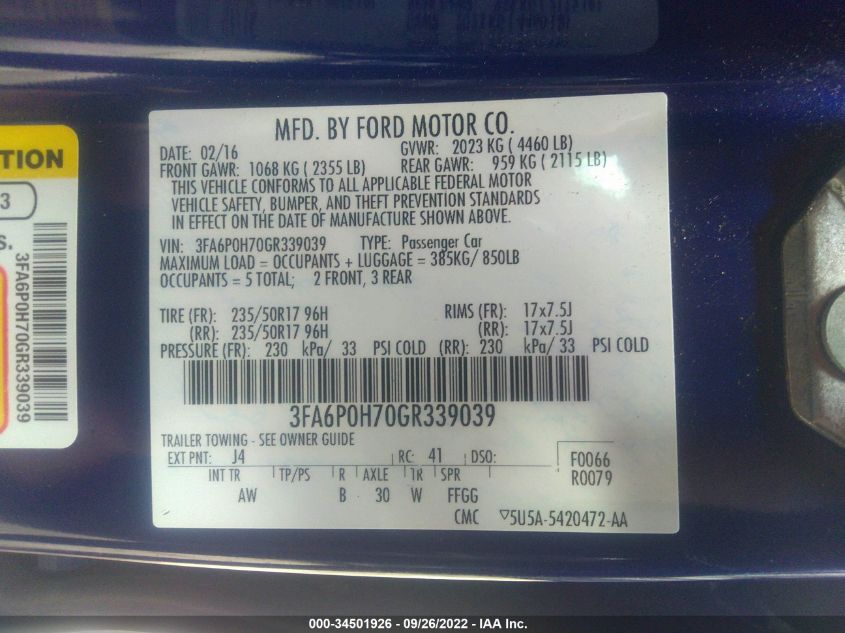 MFD. BY FORD MOTOR CO.
DATE: 02/16 GVWR: 2023 KG ( 4460 LB)
FRONT GAWR: 1068 KG ( 2355 LB) REAR GAWR: 959 KG ( 2115 LB)
THIS VEHICLE CONFORMS TO ALL APPLICABLE FEDERAL MOTOR
VEHICLE SAFETY, BUMPER, AND THEFT PREVENTION STANDARDS
IN EFFECT ON THE DATE OF MANUFACTURE SHOWN ABOVE.
VIN: 3FA6P0H70GR339039 TYPE: Passenger Car
MAXIMUM LOAD = OCCUPANTS + LUGGAGE = 385KG/ 850LB
OCCUPANTS = 5 TOTAL; 2 FRONT, 3 REAR
TIRE (FR): 235/50R17 96H RIMS (FR): 17x7.5J
(RR): 235/50R17 96H (RR): 17x7.5J
PRESSURE (FR): 230 kPa/ 33 PSI COLD (RR): 230 kPa/ 33 PSI COLD
3FA6P0H70GR339039
TRAILER TOWING - SEE OWNER GUIDE
EXT PNT: J4 RC: 41 DSO: F0066
INT TR TP/PS R AXLE TR SPR R0079
AW B 30 W FFGG
CMC ▽5U5A-5420472-AA
TION
3
S.
3FA6P0H70GR339039
000-34501926 - 09/26/2022 - IAA Inc.